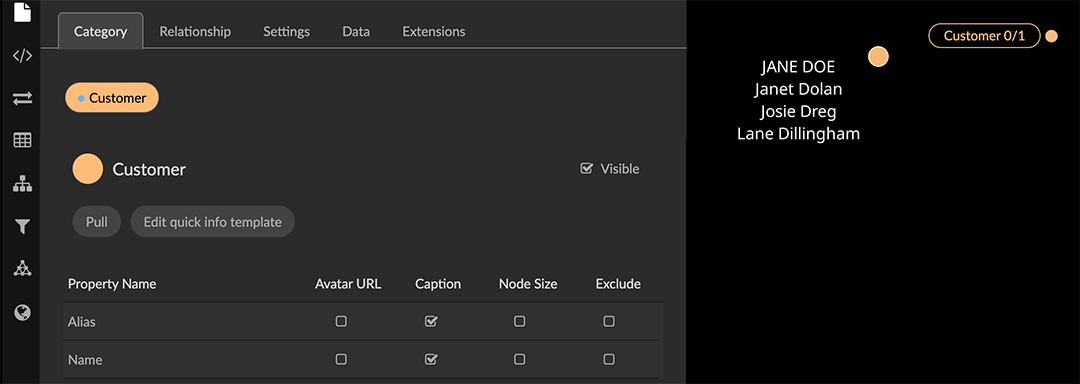 Category Relationship Settings Data Extensions
Customer 0/1
JANE DOE
Janet Dolan
Josie Dreg
Lane Dillingham
Customer
Customer Visible
Pull Edit quick info template
Property Name Avatar URL Caption Node Size Exclude
Alias
Name